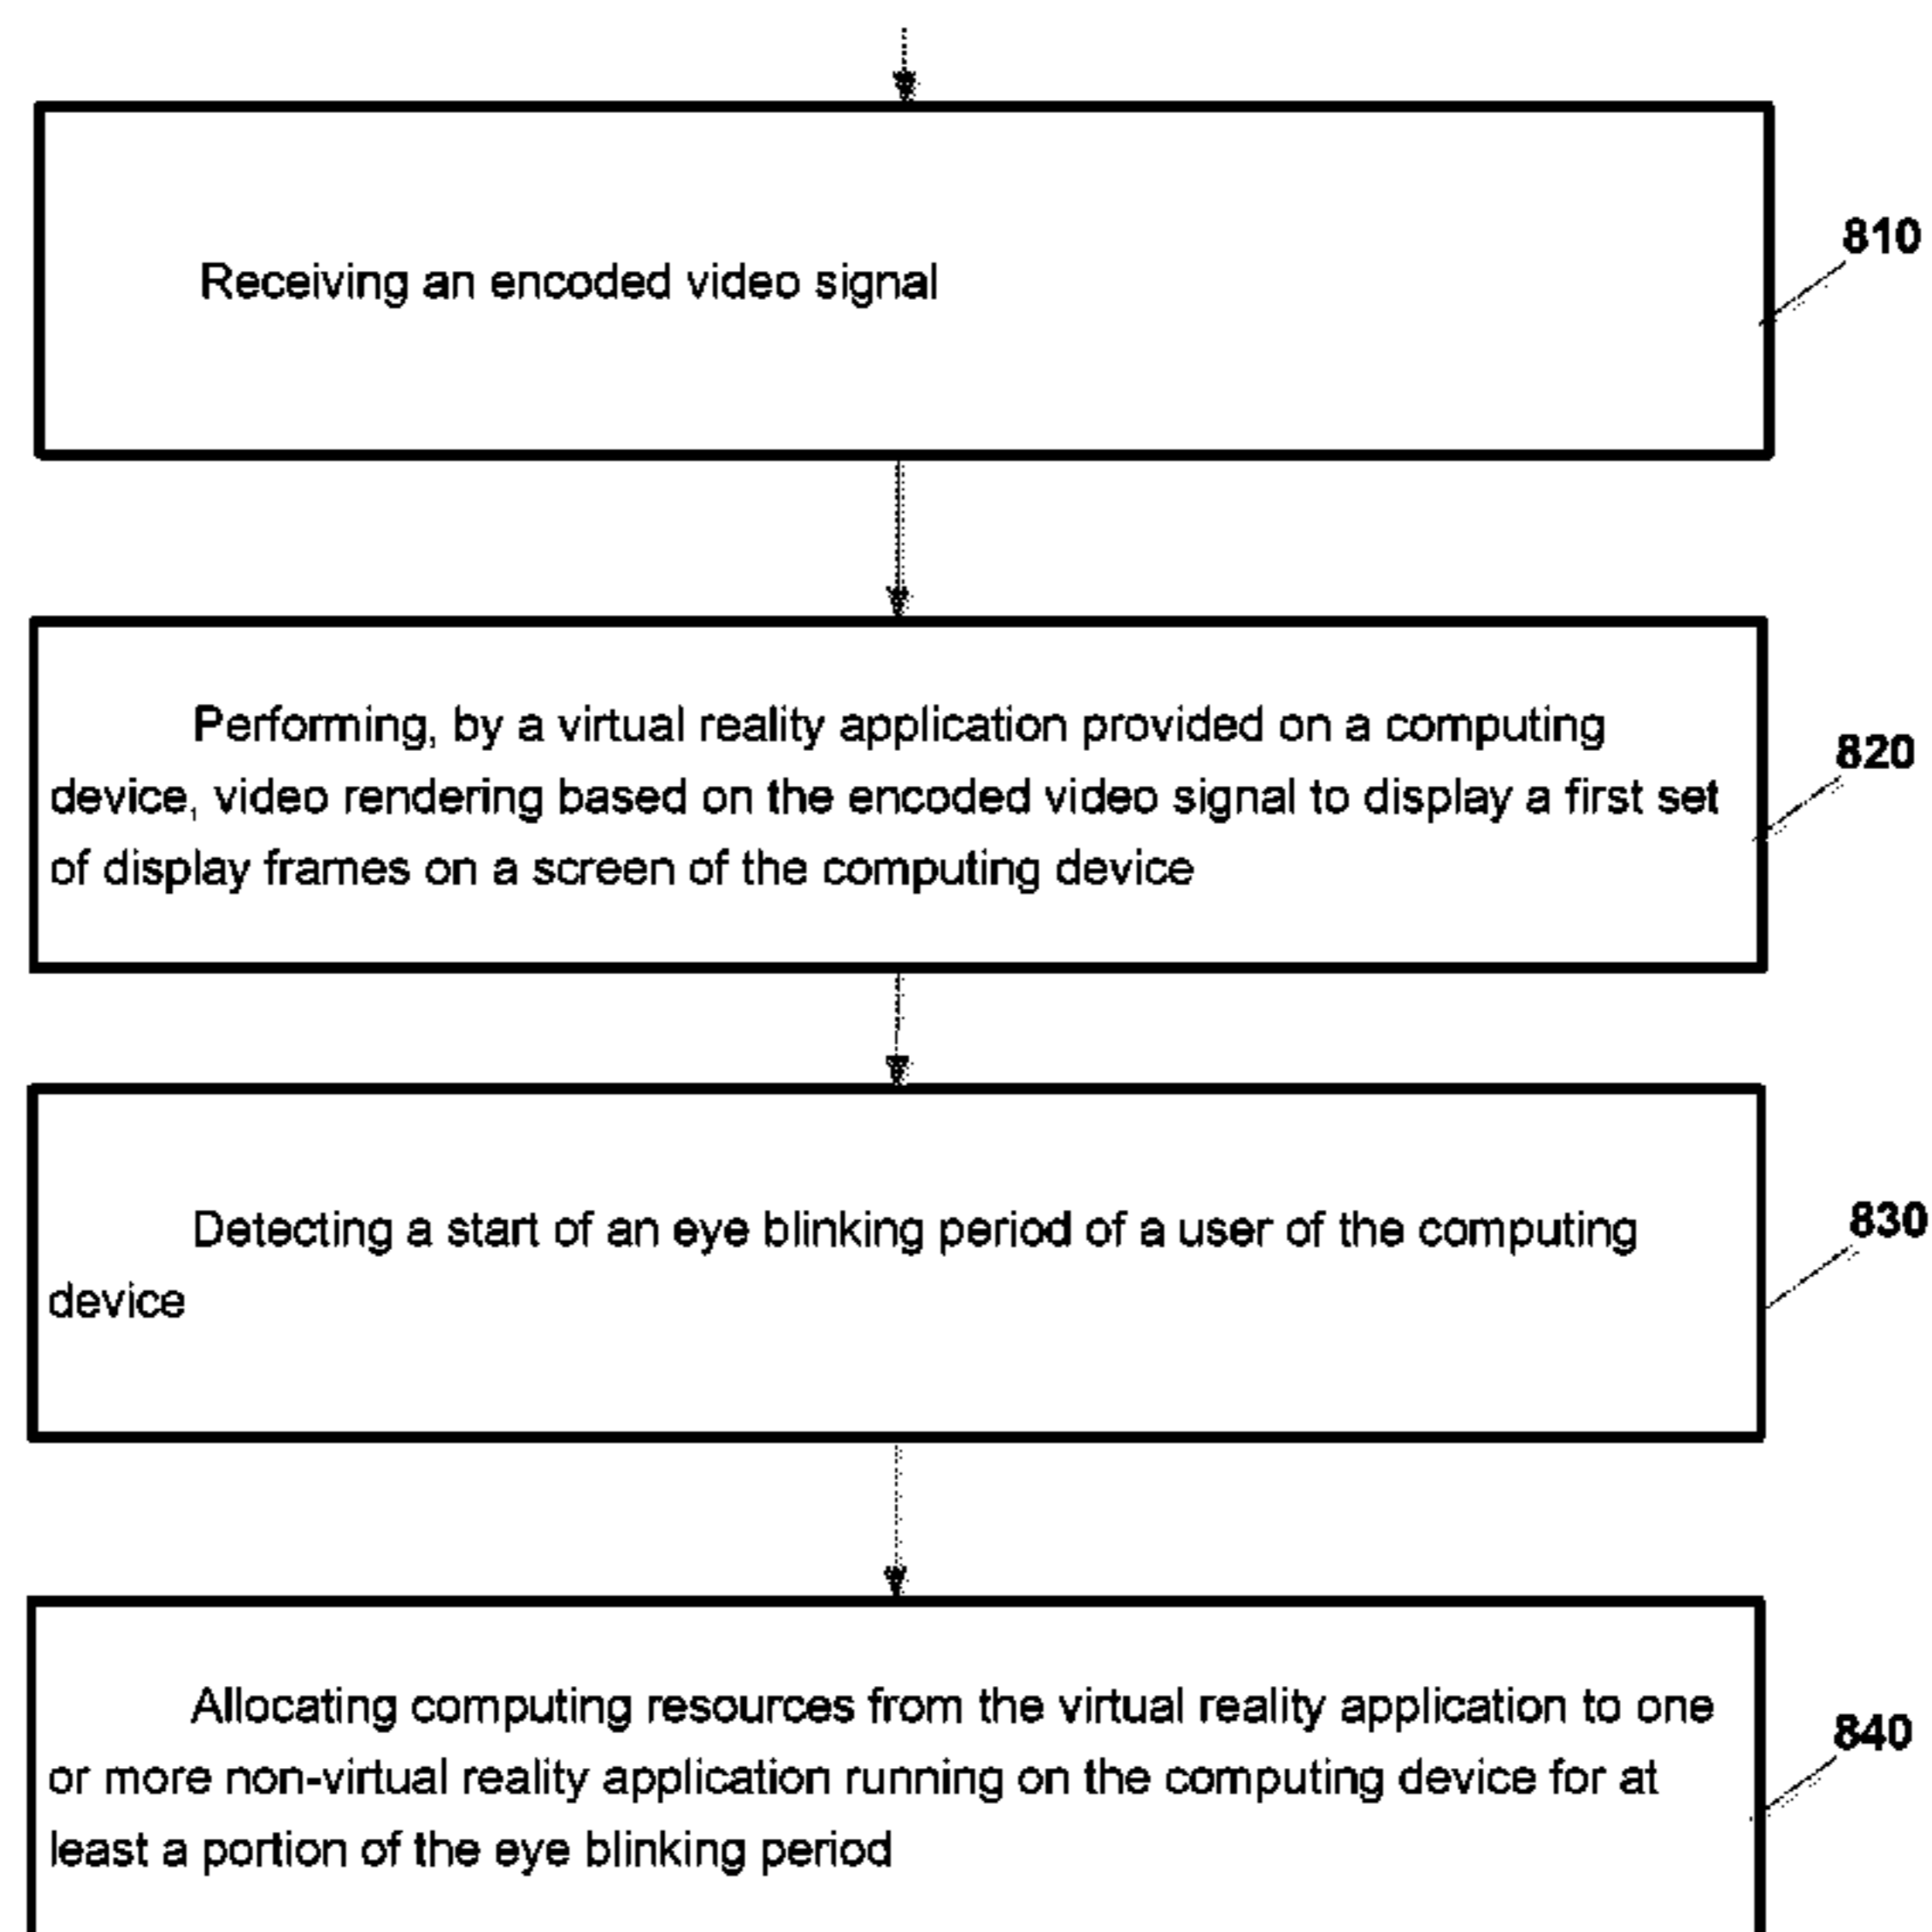 Receiving an encoded video signal
810
Performing, by a virtual reality application provided on a computing
device, video rendering based on the encoded video signal to display a first set
of display frames on a screen of the computing device
820
Detecting a start of an eye blinking period of a user of the computing
device
830
Allocating computing resources from the virtual reality application to one
or more non-virtual reality application running on the computing device for at
least a portion of the eye blinking period
840